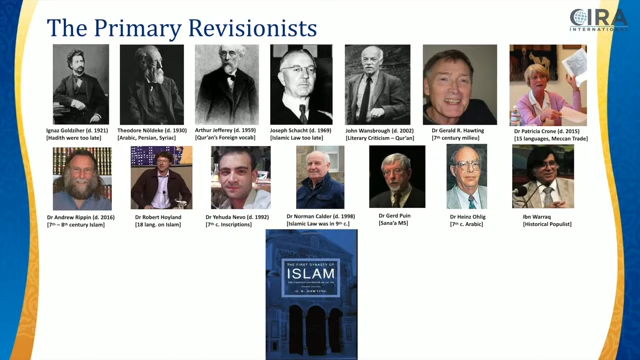 The Primary Revisionists
CIRA
INTERNATIONAL
Ignaz Goldziher (d. 1921)
[Hadith were too late]
Theodore Nöldeke (d. 1930)
[Arabic, Persian, Syriac]
Arthur Jefferey (d. 1959)
[Qur'an's Foreign vocab]
Joseph Schacht (d. 1969)
[Islamic Law too late]
John Wansbrough (d. 2002)
[Literary Criticism – Qur'an]
Dr Gerald R. Hawting
[7th century milieu]
Dr Patricia Crone (d. 2015)
[15 languages, Meccan Trade]
Dr Andrew Rippin (d. 2016)
[7th – 8th century Islam]
Dr Robert Hoyland
[18 lang. on Islam]
Dr Yehuda Nevo (d. 1992)
[7th c. Inscriptions]
Dr Norman Calder (d. 1998)
[Islamic Law was in 9th c.]
Dr Gerd Puin
[Sana'a MS]
Dr Heinz Ohlig
[7th c. Arabic]
Ibn Warraq
[Historical Populist]
THE FIRST DYNASTY OF
ISLAM